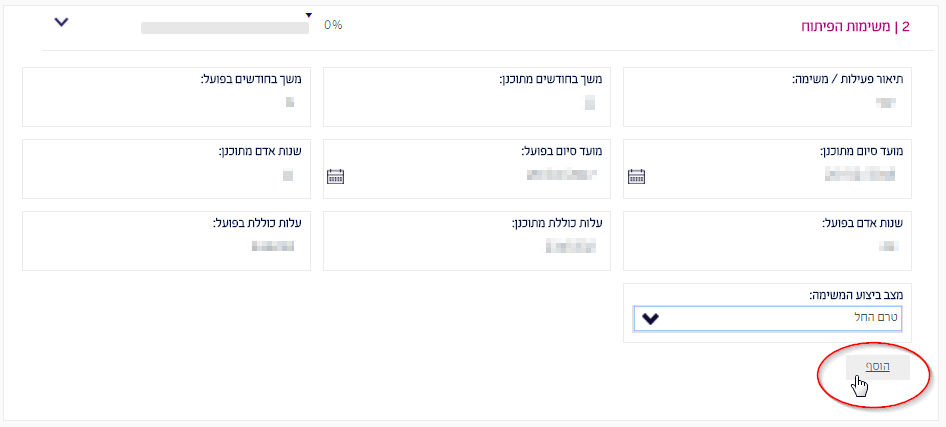 2 | משימות הפיתוח
0%
תיאור פעילות / משימה:
משך בחודשים מתוכנן:
משך בחודשים בפועל:
מועד סיום מתוכנן:
מועד סיום בפועל:
שנות אדם מתוכנן:
שנות אדם בפועל:
עלות כוללת מתוכנן:
עלות כוללת בפועל:
מצב ביצוע המשימה:
טרם החל
הוסף